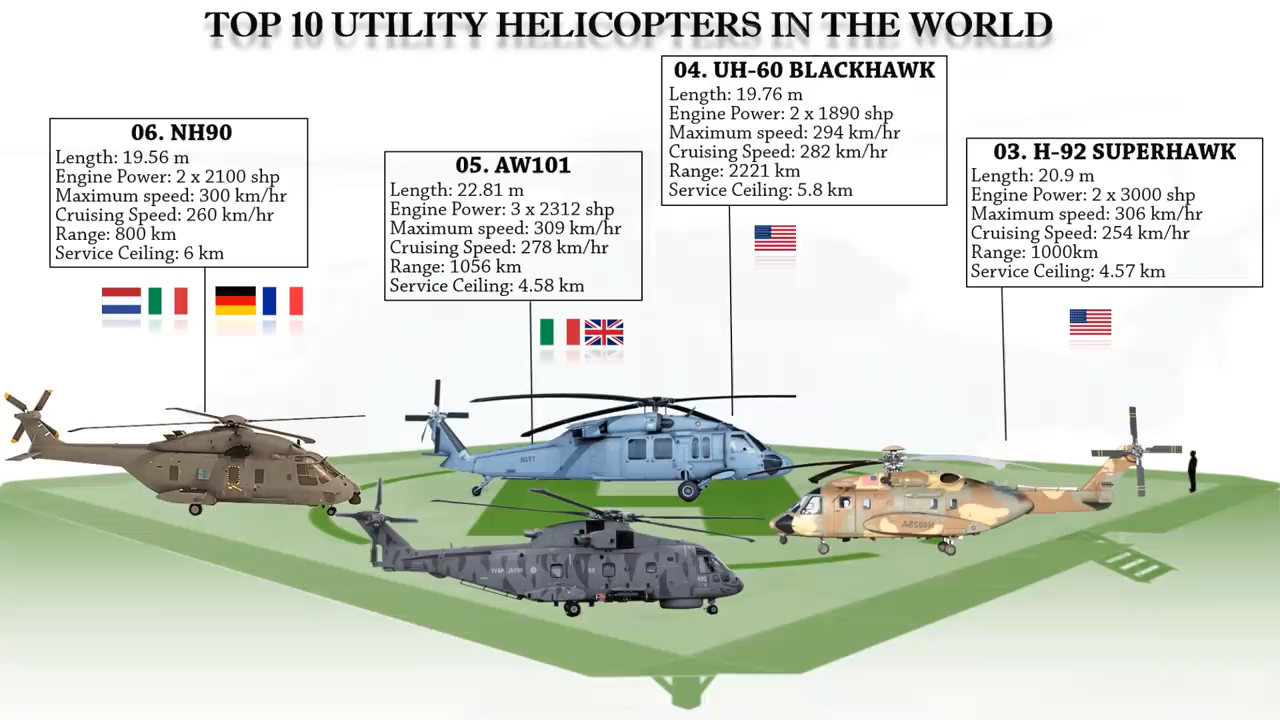 TOP 10 UTILITY HELICOPTERS IN THE WORLD
06. NH90
Length: 19.56 m
Engine Power: 2 x 2100 shp
Maximum speed: 300 km/hr
Cruising Speed: 260 km/hr
Range: 800 km
Service Ceiling: 6 km
05. AW101
Length: 22.81 m
Engine Power: 3 x 2312 shp
Maximum speed: 309 km/hr
Cruising Speed: 278 km/hr
Range: 1056 km
Service Ceiling: 4.58 km
04. UH-60 BLACKHAWK
Length: 19.76 m
Engine Power: 2 x 1890 shp
Maximum speed: 294 km/hr
Cruising Speed: 282 km/hr
Range: 2221 km
Service Ceiling: 5.8 km
03. H-92 SUPERHAWK
Length: 20.9 m
Engine Power: 2 x 3000 shp
Maximum speed: 306 km/hr
Cruising Speed: 254 km/hr
Range: 1000km
Service Ceiling: 4.57 km
NAVY
N492SA